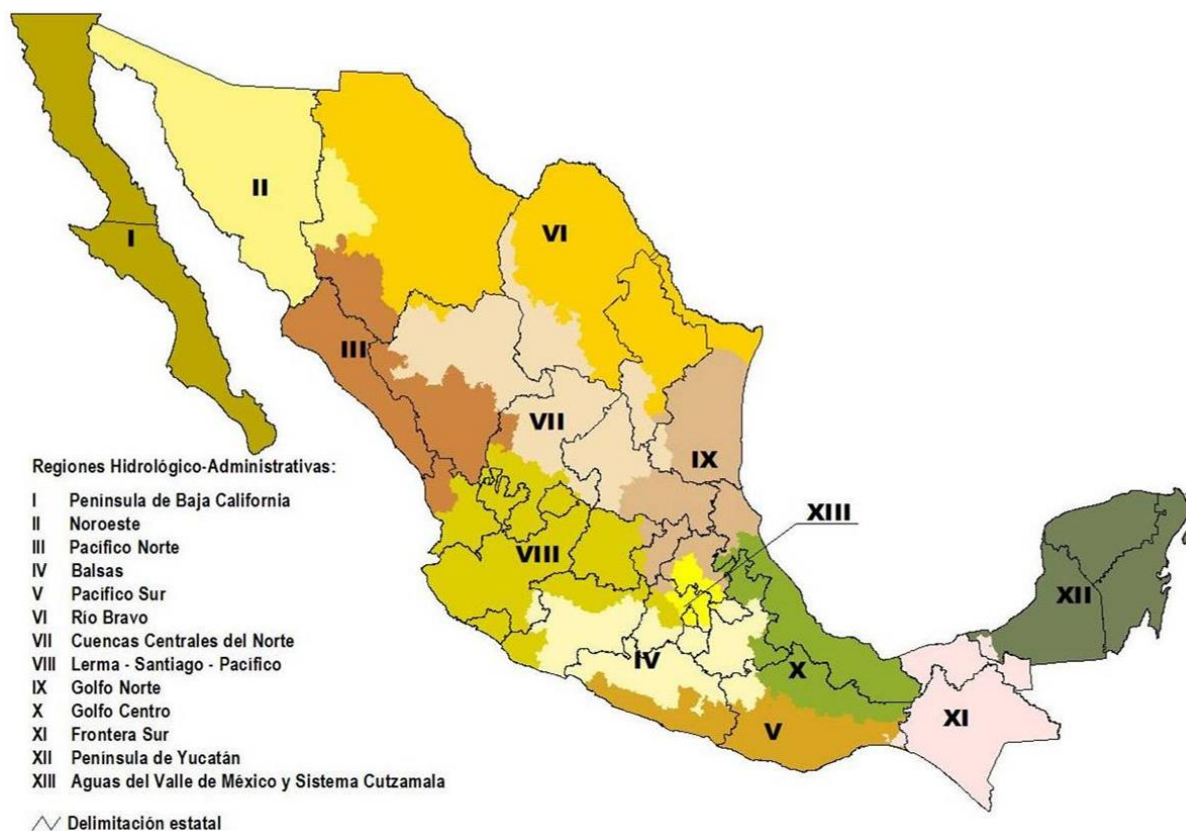 II
VI
I
III
VII
IX
XIII
VIII
XII
IV
X
XI
V
Regiones Hidrológico-Administrativas:
I Península de Baja California
II Noroeste
III Pacífico Norte
IV Balsas
V Pacífico Sur
VI Río Bravo
VII Cuencas Centrales del Norte
VIII Lerma - Santiago - Pacífico
IX Golfo Norte
X Golfo Centro
XI Frontera Sur
XII Península de Yucatán
XIII Aguas del Valle de México y Sistema Cutzamala
Delimitación estatal